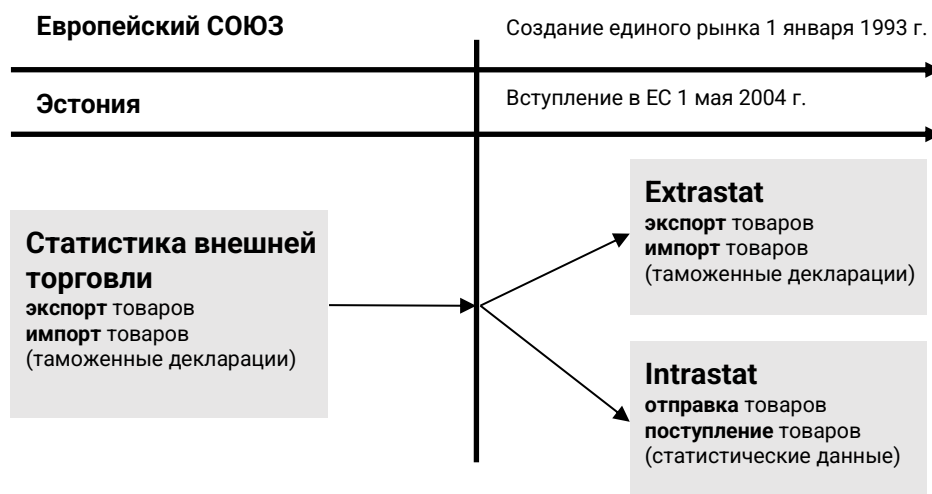 Европейский СОЮЗ
Создание единого рынка 1 января 1993 г.
Эстония
Вступление в ЕС 1 мая 2004 г.
Статистика внешней
торговли
экспорт товаров
импорт товаров
(таможенные декларации)
Extrastat
экспорт товаров
импорт товаров
(таможенные декларации)
Intrastat
отправка товаров
поступление товаров
(статистические данные)